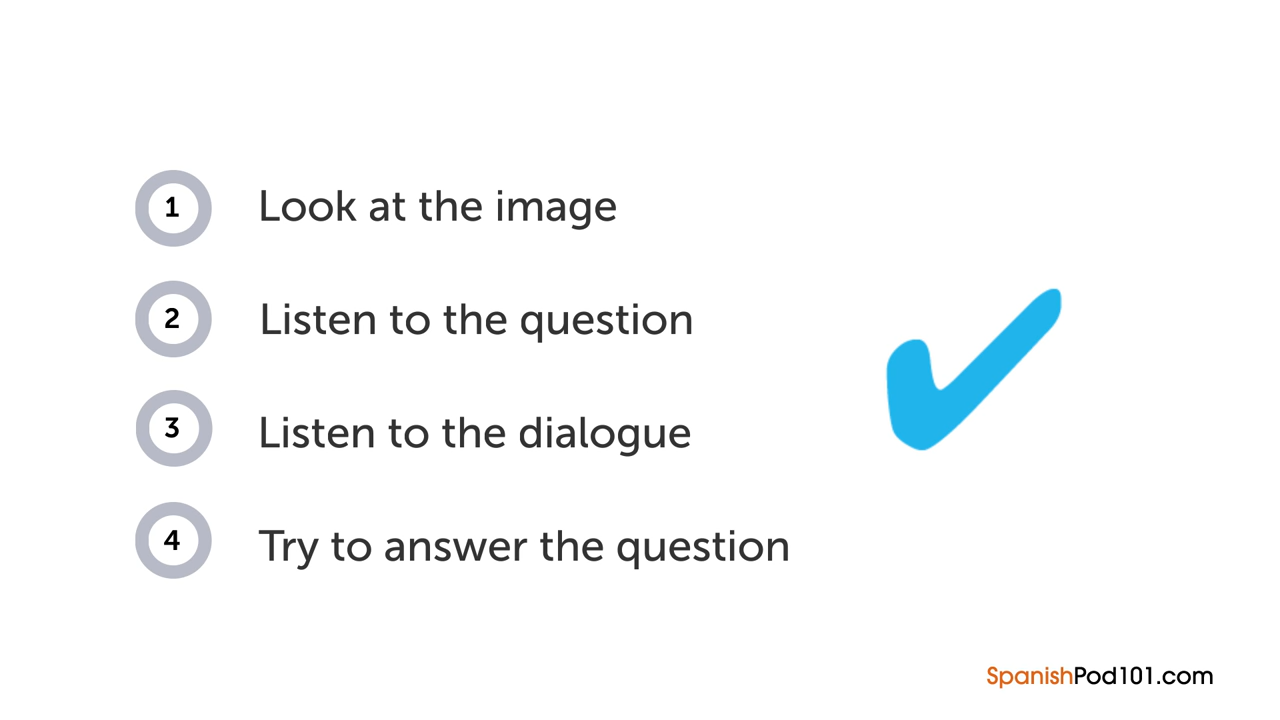 1 Look at the image
2 Listen to the question
3 Listen to the dialogue
4 Try to answer the question
SpanishPod101.com